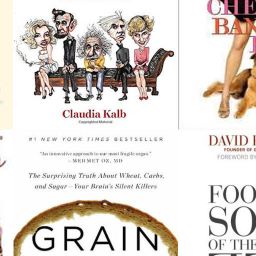 Claudia Kalb
Copyrighted Material
CHE
BAN
#1 NEW YORK TIMES BESTSELLER
"An innovative approach to our most fragile organ."
—MEHMET OZ, MD
The Surprising Truth About Wheat, Carbs,
and Sugar—Your Brain's Silent Killers
GRAIN
DAVID
FOUNDER OF
FOREWORD
FOO
SO
OF THE